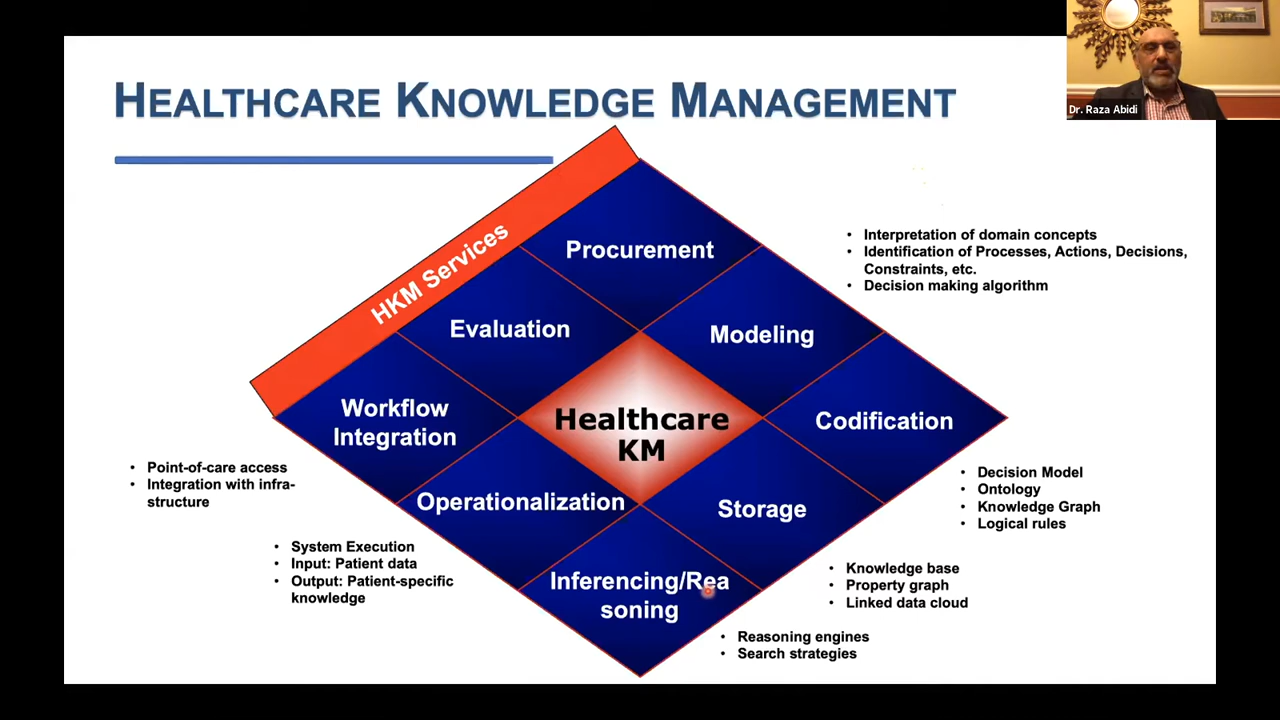 HEALTHCARE KNOWLEDGE MANAGEMENT
Dr. Raza Abidi
HKM Services
Procurement
Evaluation
Modeling
Workflow
Integration
Healthcare
KM
Codification
Operationalization
Storage
Inferencing/Rea
soning
• Interpretation of domain concepts
• Identification of Processes, Actions, Decisions,
Constraints, etc.
• Decision making algorithm
• Decision Model
• Ontology
• Knowledge Graph
• Logical rules
• Knowledge base
• Property graph
• Linked data cloud
• Reasoning engines
• Search strategies
• System Execution
• Input: Patient data
• Output: Patient-specific
knowledge
• Point-of-care access
• Integration with infra-
structure